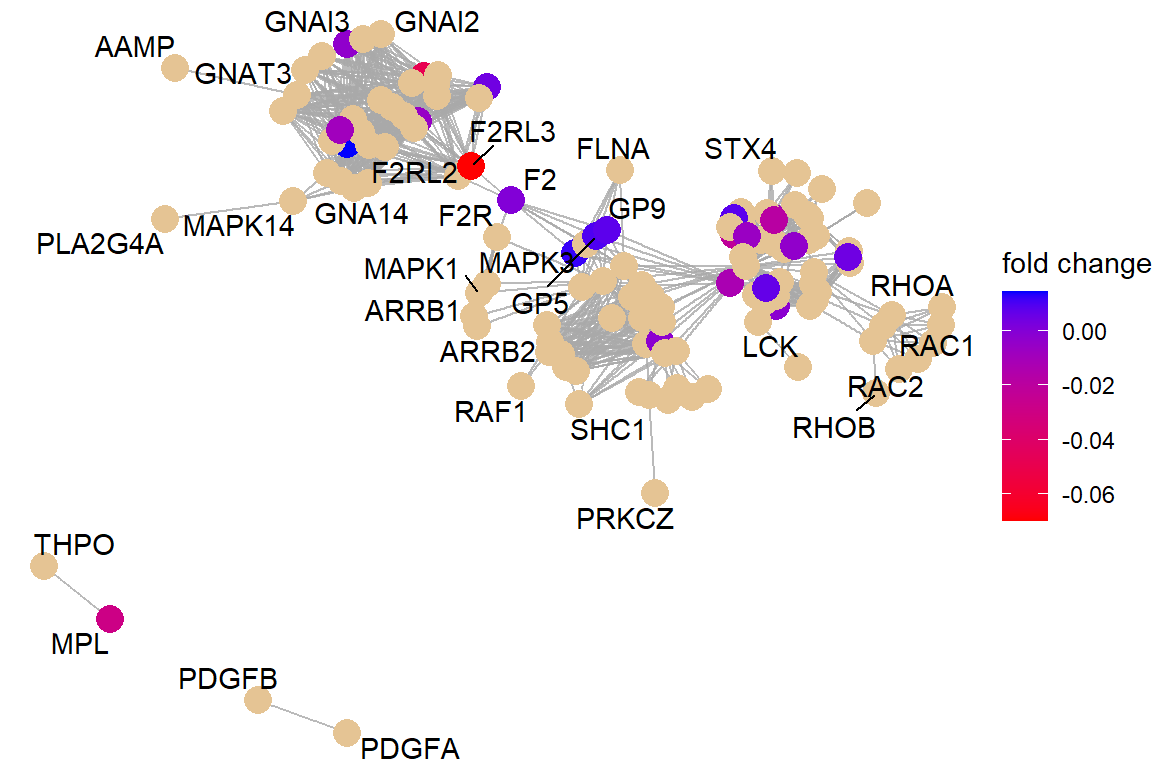 GNAI3
GNAI2
AAMP
GNAT3
F2RL3
FLNA
STX4
F2RL2
F2
GNA14
F2R
GP9
MAPK14
PLA2G4A
MAPK1
MAPK3
fold change
RHOA
ARRB1
GP5
0.00
ARRB2
LCK
RAC1
-0.02
RAC2
RAF1
SHC1
RHOB
-0.04
-0.06
PRKCZ
THPO
MPL
PDGFB
PDGFA